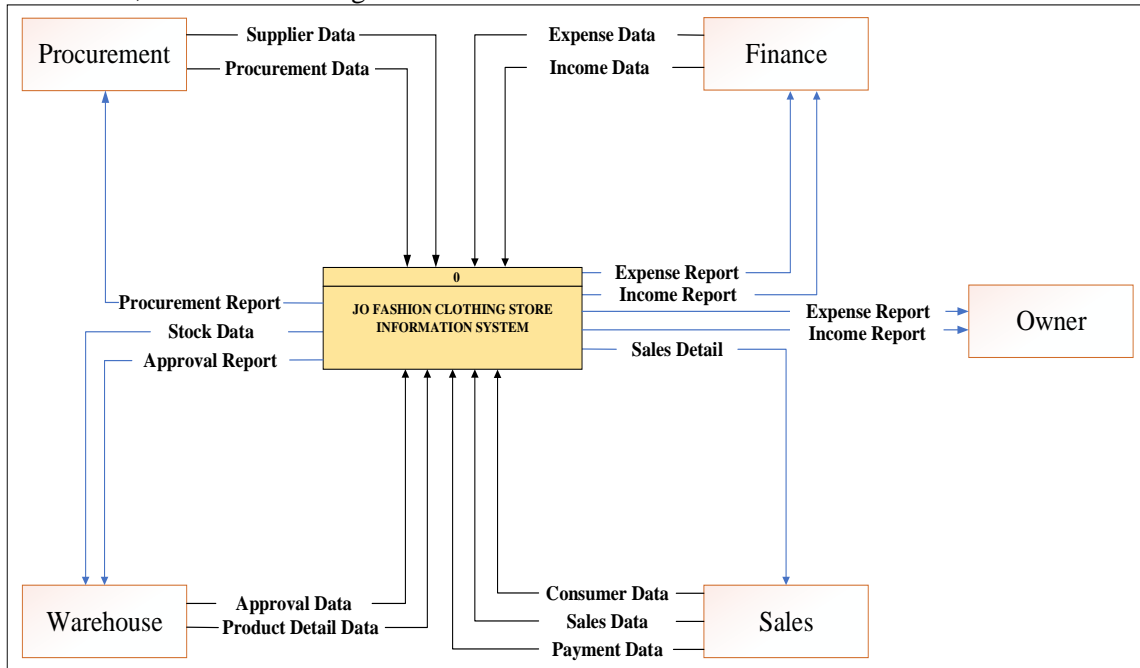 Procurement
Supplier Data
Procurement Data
Expense Data
Income Data
Finance
0
JO FASHION CLOTHING STORE
INFORMATION SYSTEM
Procurement Report
Stock Data
Approval Report
Expense Report
Income Report
Expense Report
Income Report
Sales Detail
Owner
Warehouse
Approval Data
Product Detail Data
Consumer Data
Sales Data
Payment Data
Sales